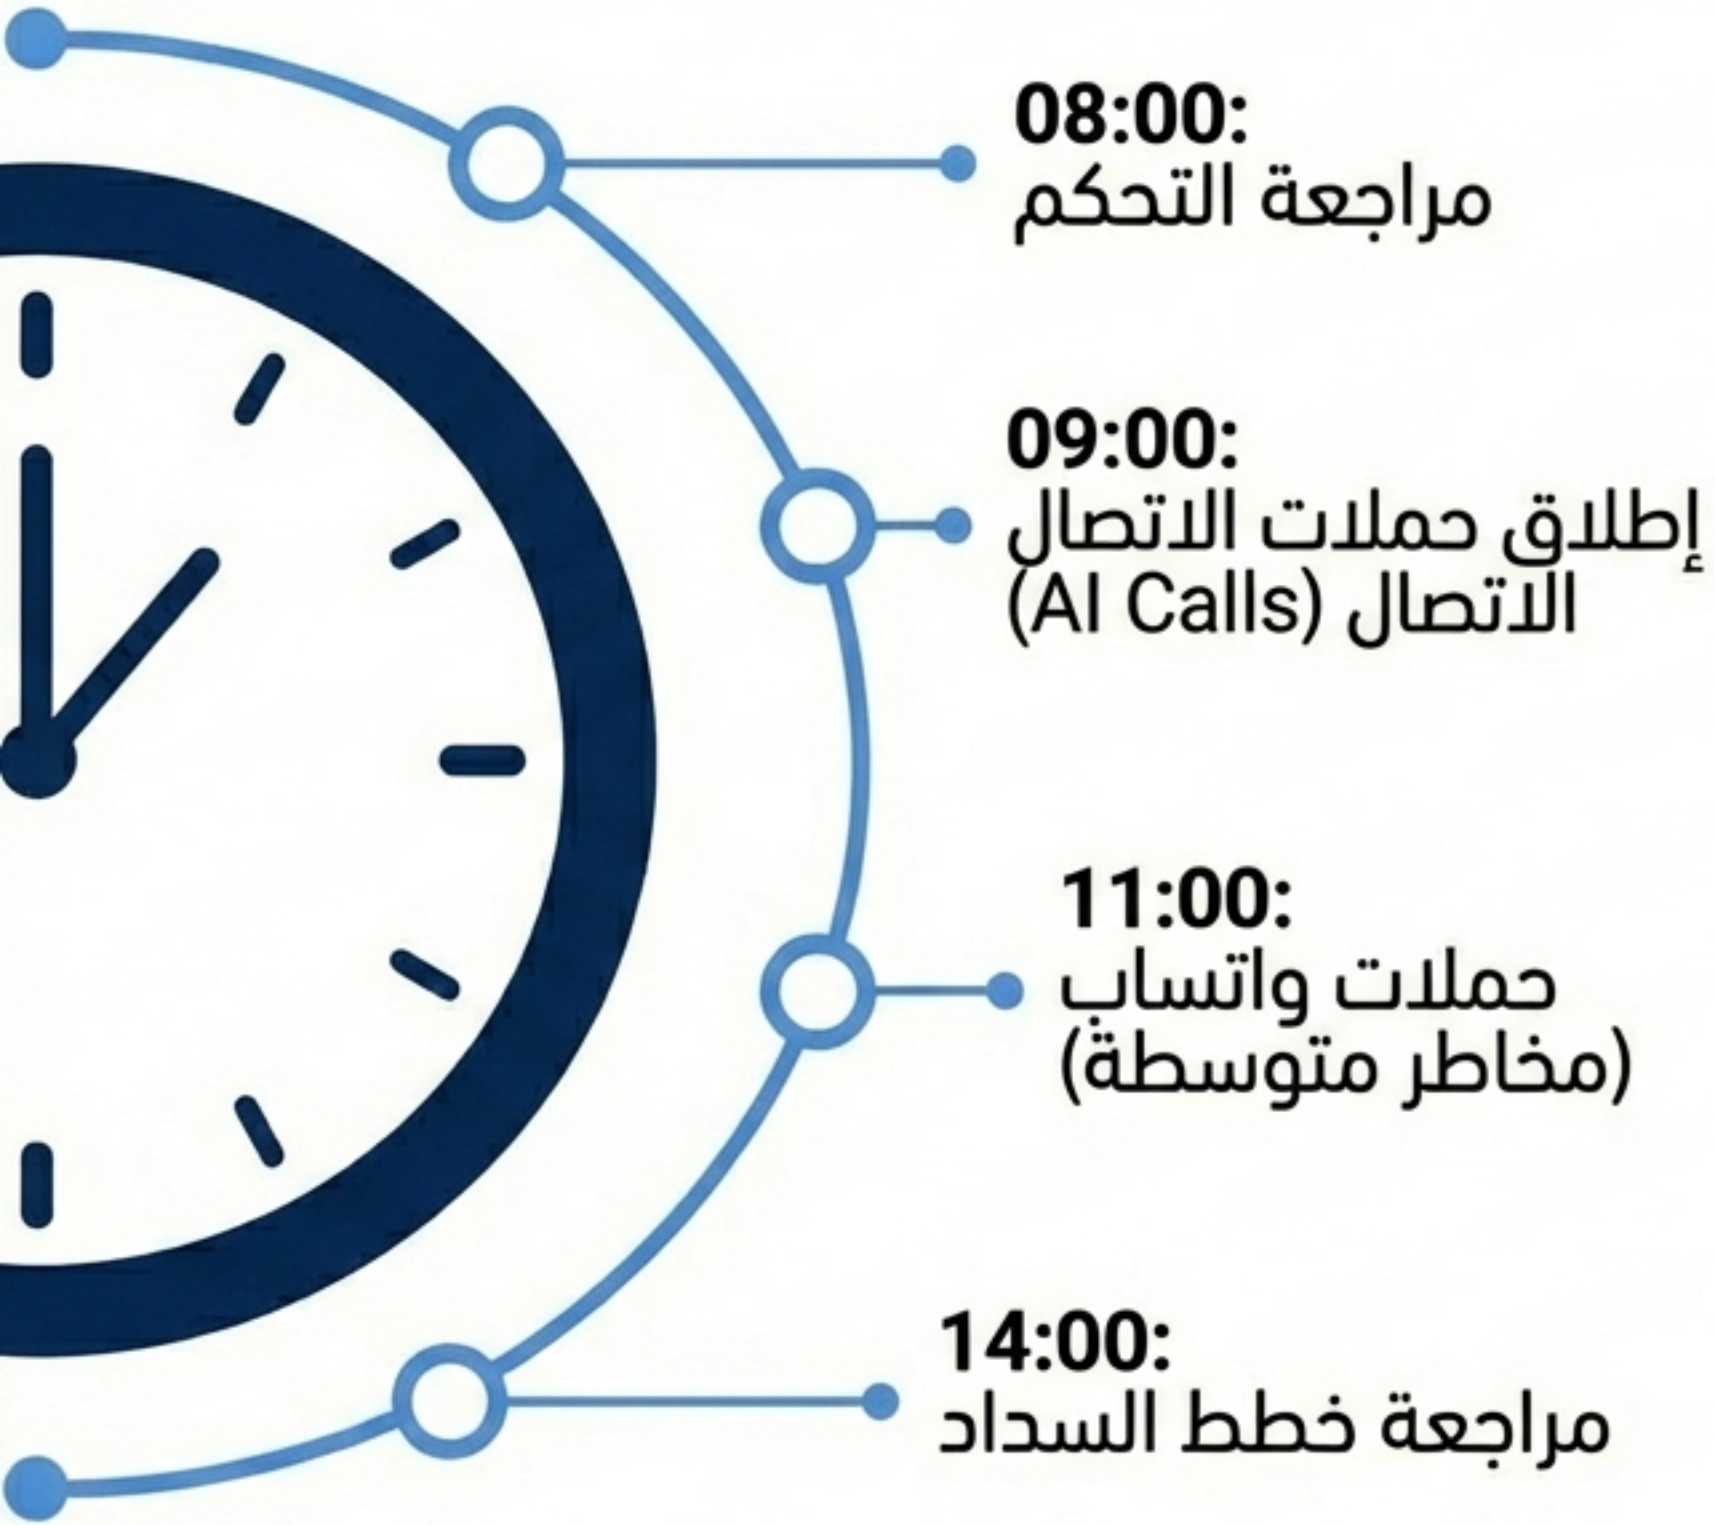 08:00:
مراجعة التحكم
09:00:
إطلاق حملات الاتصال
الاتصال (AI Calls)
11:00:
حملات واتساب
(مخاطر متوسطة)
14:00:
مراجعة خطط السداد